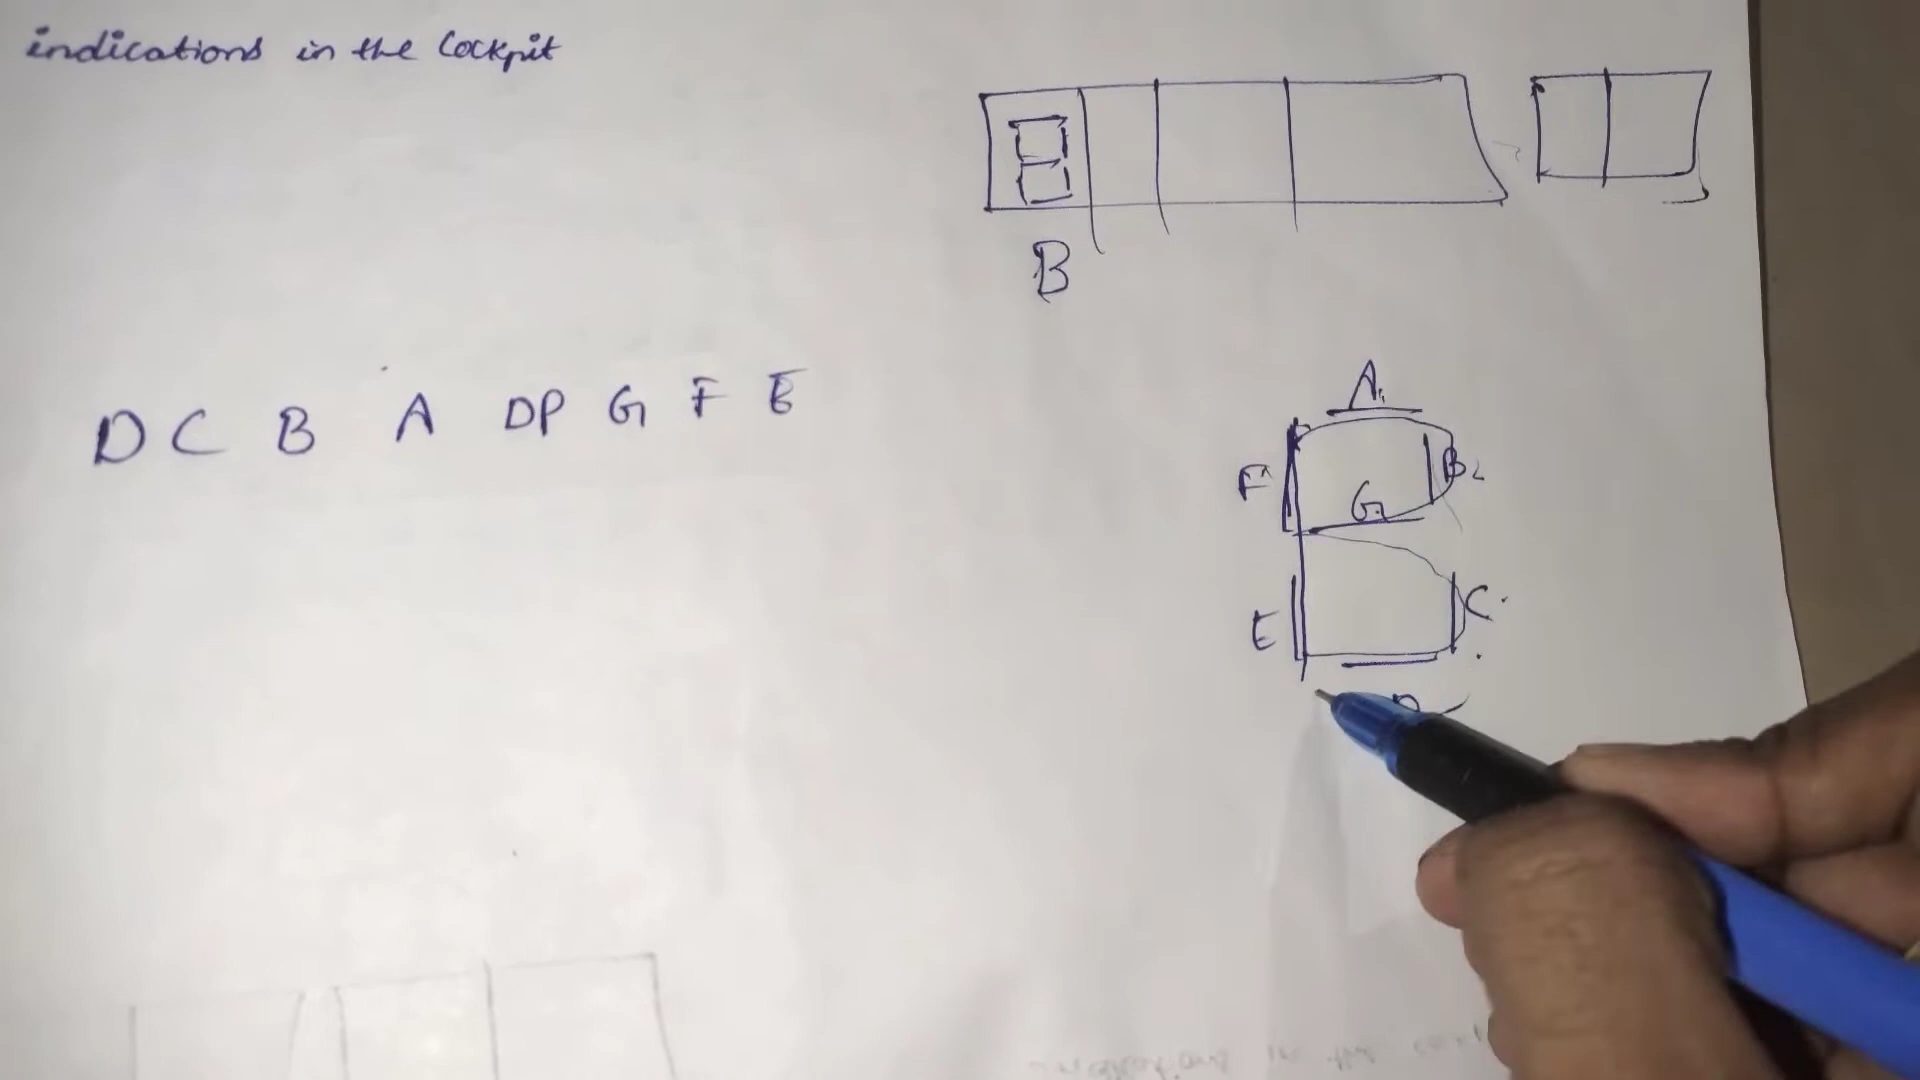 indications in the Cockpit
B
D C B A DP G F E
A
F B
G
E C
D